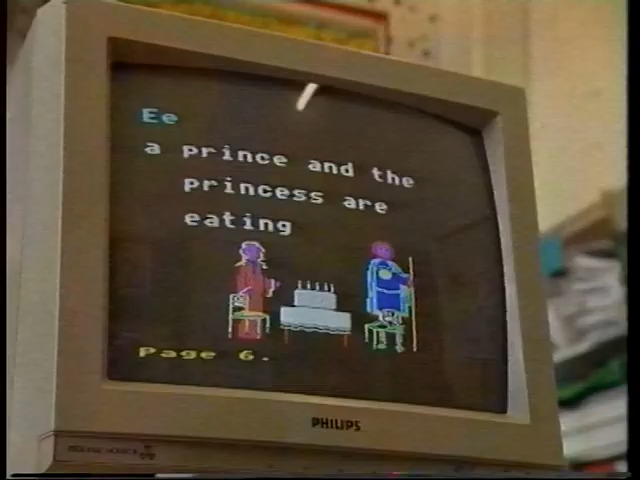 Ee
a prince and the
princess are
eating
Page 6.
PHILIPS